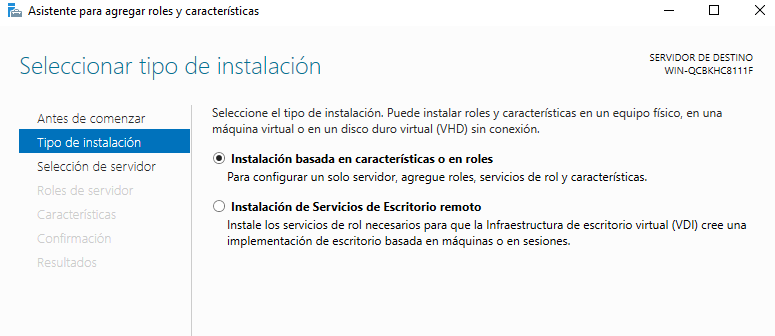 Asistente para agregar roles y características
Seleccionar tipo de instalación
SERVIDOR DE DESTINO
WIN-QCBKHC8111F
Antes de comenzar
Tipo de instalación
Selección de servidor
Roles de servidor
Características
Confirmación
Resultados
Seleccione el tipo de instalación. Puede instalar roles y características en un equipo físico, en una
máquina virtual o en un disco duro virtual (VHD) sin conexión.
Instalación basada en características o en roles
Para configurar un solo servidor, agregue roles, servicios de rol y características.
Instalación de Servicios de Escritorio remoto
Instale los servicios de rol necesarios para que la Infraestructura de escritorio virtual (VDI) cree una
implementación de escritorio basada en máquinas o en sesiones.